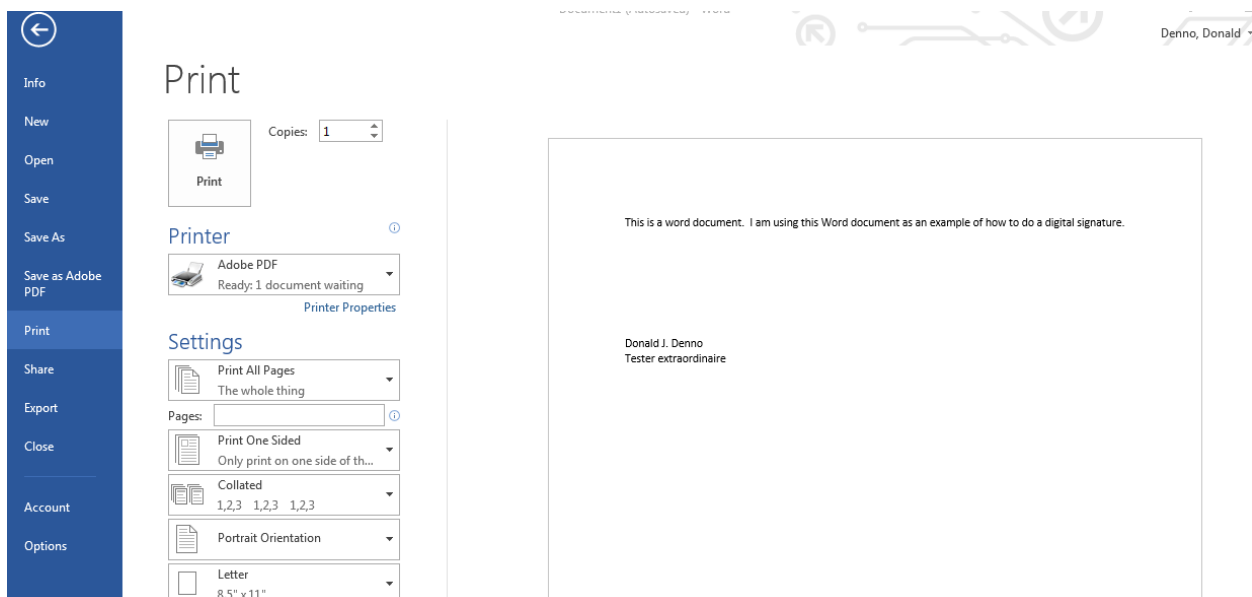 Denno, Donald
Info
New
Open
Save
Save As
Save as Adobe
PDF
Print
Share
Export
Close
Account
Options
Print
Print
Copies: 1
Printer
Adobe PDF
Ready: 1 document waiting
Printer Properties
Settings
Print All Pages
The whole thing
Pages:
Print One Sided
Only print on one side of th...
Collated
1,2,3 1,2,3 1,2,3
Portrait Orientation
Letter
8.5" x 11"
This is a word document. I am using this Word document as an example of how to do a digital signature.
Donald J. Denno
Tester extraordinaire